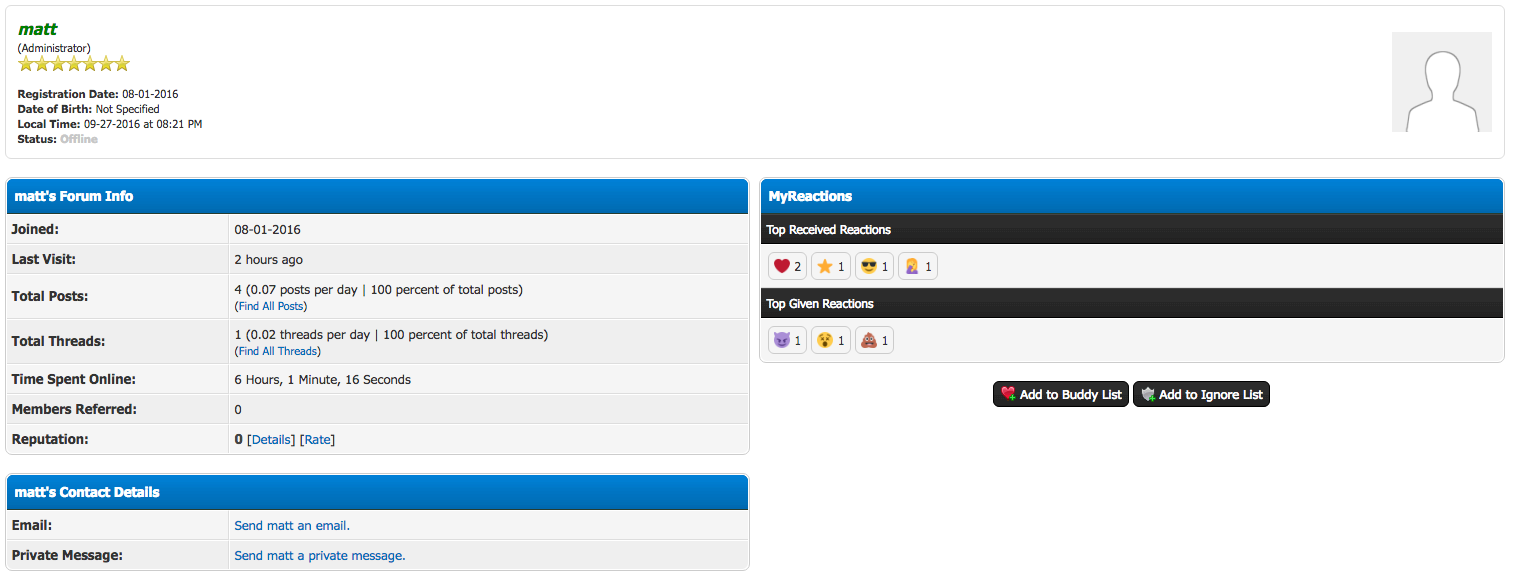 matt
(Administrator)
Registration Date: 08-01-2016
Date of Birth: Not Specified
Local Time: 09-27-2016 at 08:21 PM
Status: Offline
matt's Forum Info
Joined: 08-01-2016
Last Visit: 2 hours ago
Total Posts: 4 (0.07 posts per day | 100 percent of total posts)
(Find All Posts)
Total Threads: 1 (0.02 threads per day | 100 percent of total threads)
(Find All Threads)
Time Spent Online: 6 Hours, 1 Minute, 16 Seconds
Members Referred: 0
Reputation: 0 [Details] [Rate]
matt's Contact Details
Email: Send matt an email.
Private Message: Send matt a private message.
MyReactions
Top Received Reactions
2 1 1 1
Top Given Reactions
1 1 1
Add to Buddy List Add to Ignore List